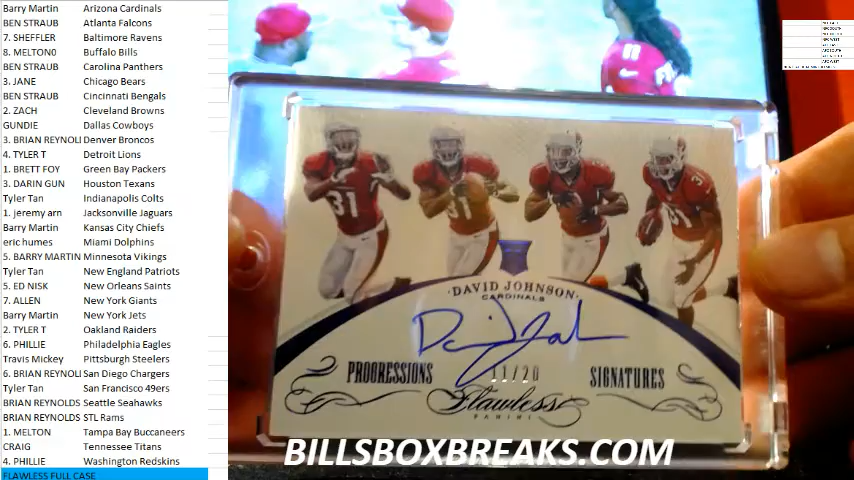 Barry Martin Arizona Cardinals
BEN STRAUB Atlanta Falcons
7. SHEFFLER Baltimore Ravens
8. MELTON0 Buffalo Bills
BEN STRAUB Carolina Panthers
3. JANE Chicago Bears
BEN STRAUB Cincinnati Bengals
2. ZACH Cleveland Browns
GUNDIE Dallas Cowboys
3. BRIAN REYNOLI Denver Broncos
4. TYLER T Detroit Lions
1. BRETT FOY Green Bay Packers
3. DARIN GUN Houston Texans
Tyler Tan Indianapolis Colts
1. jeremy arn Jacksonville Jaguars
Barry Martin Kansas City Chiefs
eric humes Miami Dolphins
5. BARRY MARTIN Minnesota Vikings
Tyler Tan New England Patriots
5. ED NISK New Orleans Saints
7. ALLEN New York Giants
Barry Martin New York Jets
2. TYLER T Oakland Raiders
6. PHILLIE Philadelphia Eagles
Travis Mickey Pittsburgh Steelers
6. BRIAN REYNOLI San Diego Chargers
Tyler Tan San Francisco 49ers
BRIAN REYNOLDS Seattle Seahawks
BRIAN REYNOLDS STL Rams
1. MELTON Tampa Bay Buccaneers
CRAIG Tennessee Titans
4. PHILLIE Washington Redskins
FLAWLESS FULL CASE
31
31
31
31
DAVID JOHNSON
CARDINALS
PROGRESSIONS 11/20 SIGNATURES
Flawless
PANINI
BILLSBOXBREAKS.COM